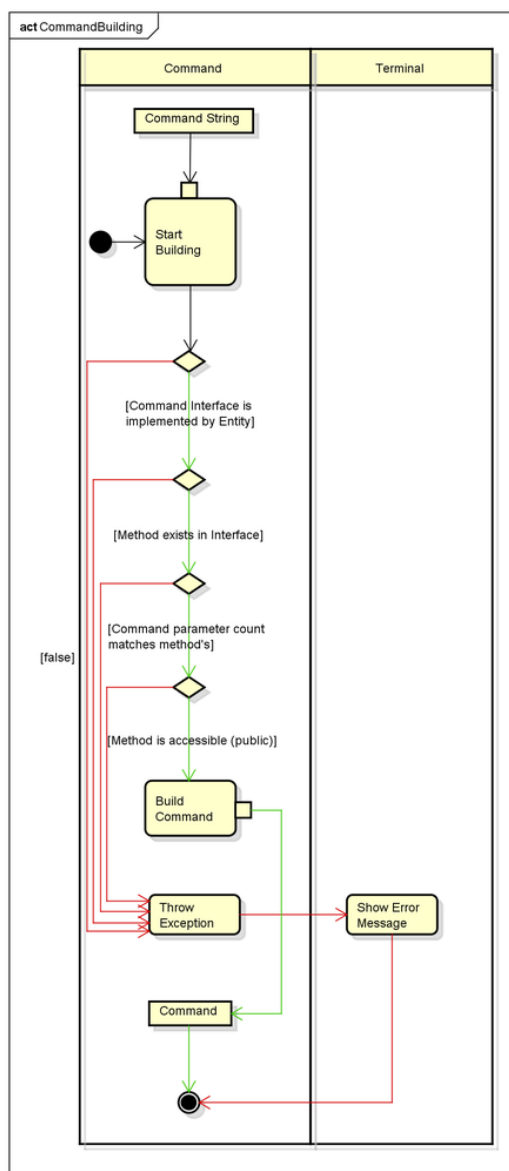 act CommandBuilding
Command
Terminal
Command String
Start
Building
[Command Interface is
implemented by Entity]
[Method exists in Interface]
[Command parameter count
matches method's]
[false]
[Method is accessible (public)]
Build
Command
Throw
Exception
Show Error
Message
Command